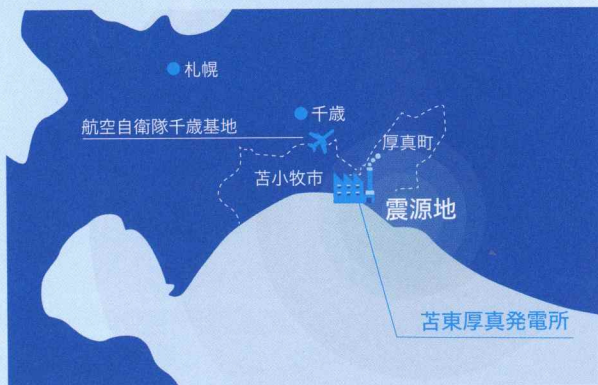 札幌
千歳
航空自衛隊千歳基地
厚真町
苫小牧市
震源地
苫東厚真発電所